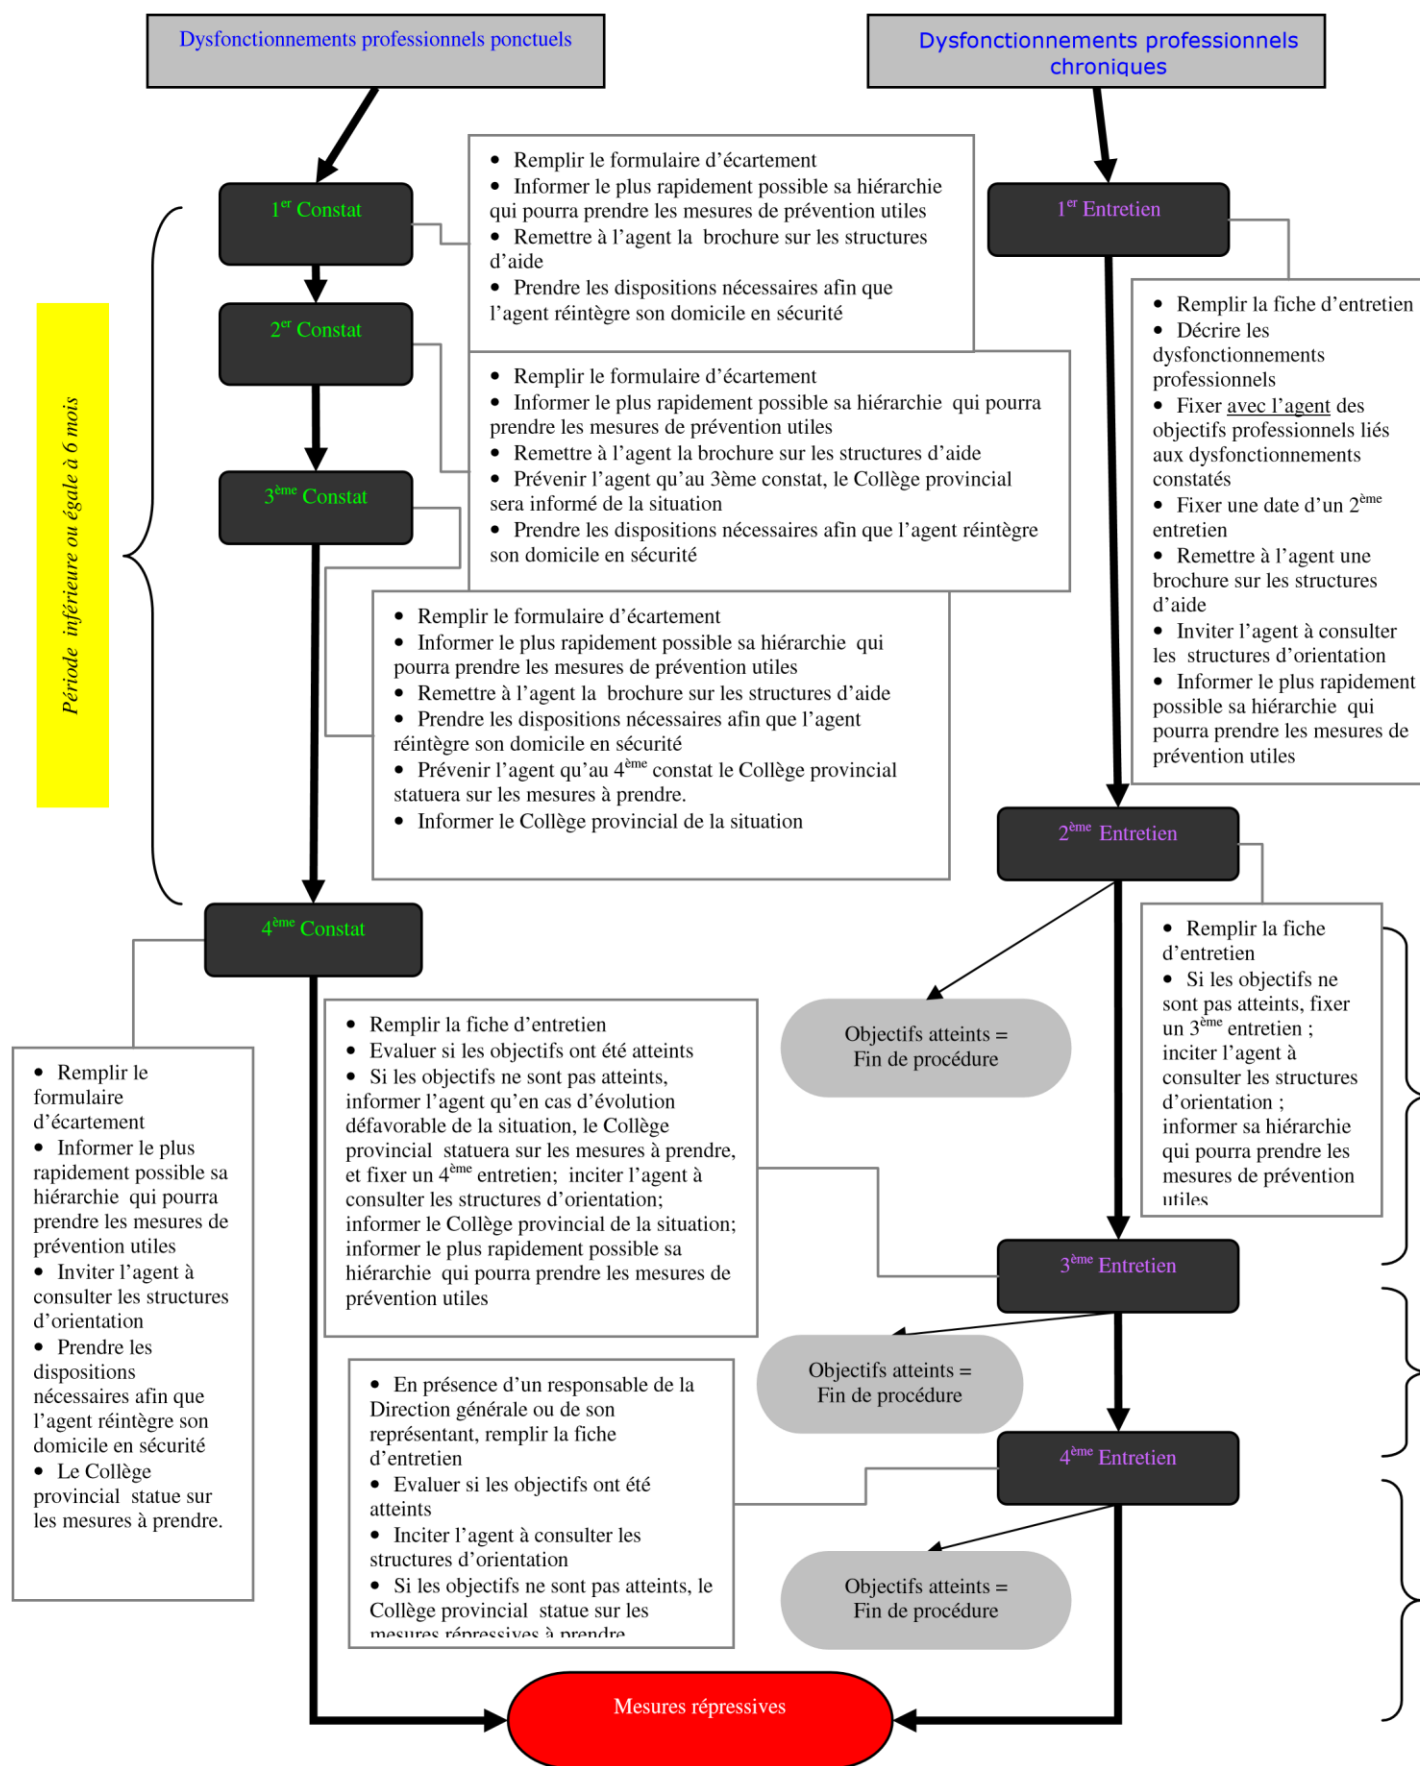 Dysfonctionnements professionnels ponctuels
Dysfonctionnements professionnels
chroniques
1er Constat
• Remplir le formulaire d’écartement
• Informer le plus rapidement possible sa hiérarchie
qui pourra prendre les mesures de prévention utiles
• Remettre à l’agent la brochure sur les structures
d’aide
• Prendre les dispositions nécessaires afin que
l’agent réintègre son domicile en sécurité
1er Entretien
• Remplir la fiche d’entretien
• Décrire les
dysfonctionnements
professionnels
• Fixer avec l’agent des
objectifs professionnels liés
aux dysfonctionnements
constatés
• Fixer une date d’un 2ème
entretien
• Remettre à l’agent une
brochure sur les structures
d’aide
• Inviter l’agent à consulter
les structures d’orientation
• Informer le plus rapidement
possible sa hiérarchie qui
pourra prendre les mesures de
prévention utiles
Période inférieure ou égale à 6 mois
2er Constat
• Remplir le formulaire d’écartement
• Informer le plus rapidement possible sa hiérarchie qui pourra
prendre les mesures de prévention utiles
• Remettre à l’agent la brochure sur les structures d’aide
• Prévenir l’agent qu’au 3ème constat, le Collège provincial
sera informé de la situation
• Prendre les dispositions nécessaires afin que l’agent réintègre
son domicile en sécurité
3ème Constat
• Remplir le formulaire d’écartement
• Informer le plus rapidement possible sa hiérarchie qui
pourra prendre les mesures de prévention utiles
• Remettre à l’agent la brochure sur les structures d’aide
• Prendre les dispositions nécessaires afin que l’agent
réintègre son domicile en sécurité
• Prévenir l’agent qu’au 4ème constat le Collège provincial
statuera sur les mesures à prendre.
• Informer le Collège provincial de la situation
2ème Entretien
• Remplir la fiche
d’entretien
• Si les objectifs ne
sont pas atteints, fixer
un 3ème entretien ;
inciter l’agent à
consulter les structures
d’orientation ;
informer sa hiérarchie
qui pourra prendre les
mesures de prévention
utiles
Objectifs atteints =
Fin de procédure
4ème Constat
• Remplir le
formulaire
d’écartement
• Informer le plus
rapidement possible sa
hiérarchie qui pourra
prendre les mesures de
prévention utiles
• Inviter l’agent à
consulter les structures
d’orientation
• Prendre les
dispositions
nécessaires afin que
l’agent réintègre son
domicile en sécurité
• Le Collège
provincial statue sur
les mesures à prendre.
• Remplir la fiche d’entretien
• Evaluer si les objectifs ont été atteints
• Si les objectifs ne sont pas atteints,
informer l’agent qu’en cas d’évolution
défavorable de la situation, le Collège
provincial statuera sur les mesures à prendre,
et fixer un 4ème entretien; inciter l’agent à
consulter les structures d’orientation;
informer le Collège provincial de la situation;
informer le plus rapidement possible sa
hiérarchie qui pourra prendre les mesures de
prévention utiles
3ème Entretien
Objectifs atteints =
Fin de procédure
• En présence d’un responsable de la
Direction générale ou de son
représentant, remplir la fiche
d’entretien
• Evaluer si les objectifs ont été
atteints
• Inciter l’agent à consulter les
structures d’orientation
• Si les objectifs ne sont pas atteints, le
Collège provincial statue sur les
mesures répressives à prendre
4ème Entretien
Objectifs atteints =
Fin de procédure
Mesures répressives